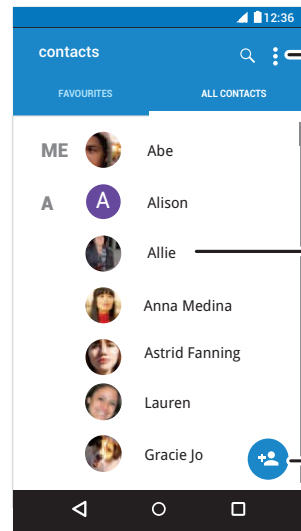 12:36
contacts
FAVOURITES ALL CONTACTS
ME Abe
A A Alison
Allie
Anna Medina
Astrid Fanning
Lauren
Gracie Jo